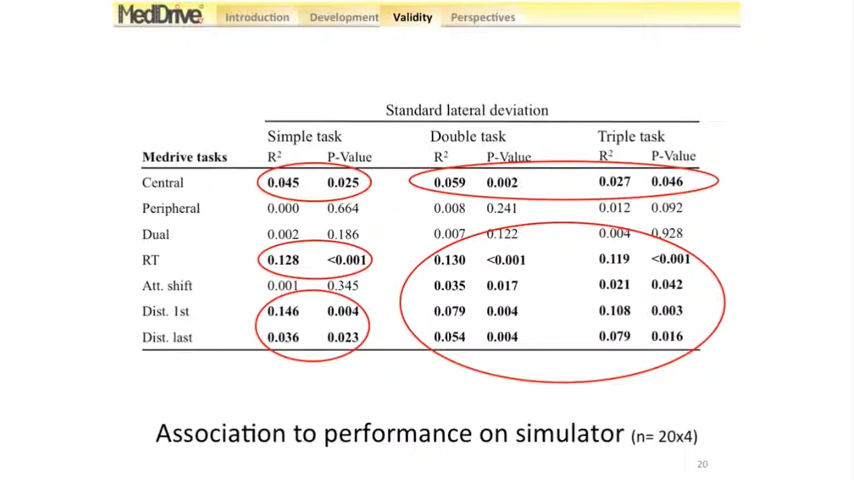 MedDrive Introduction Development Validity Perspectives
Standard lateral deviation
Simple task Double task Triple task
Medrive tasks R² P-Value R² P-Value R² P-Value
Central 0.045 0.025 0.059 0.002 0.027 0.046
Peripheral 0.000 0.664 0.008 0.241 0.012 0.092
Dual 0.002 0.186 0.007 0.122 0.004 0.928
RT 0.128 <0.001 0.130 <0.001 0.119 <0.001
Att. shift 0.001 0.345 0.035 0.017 0.021 0.042
Dist. 1st 0.146 0.004 0.079 0.004 0.108 0.003
Dist. last 0.036 0.023 0.054 0.004 0.079 0.016
Association to performance on simulator (n= 20x4)
20